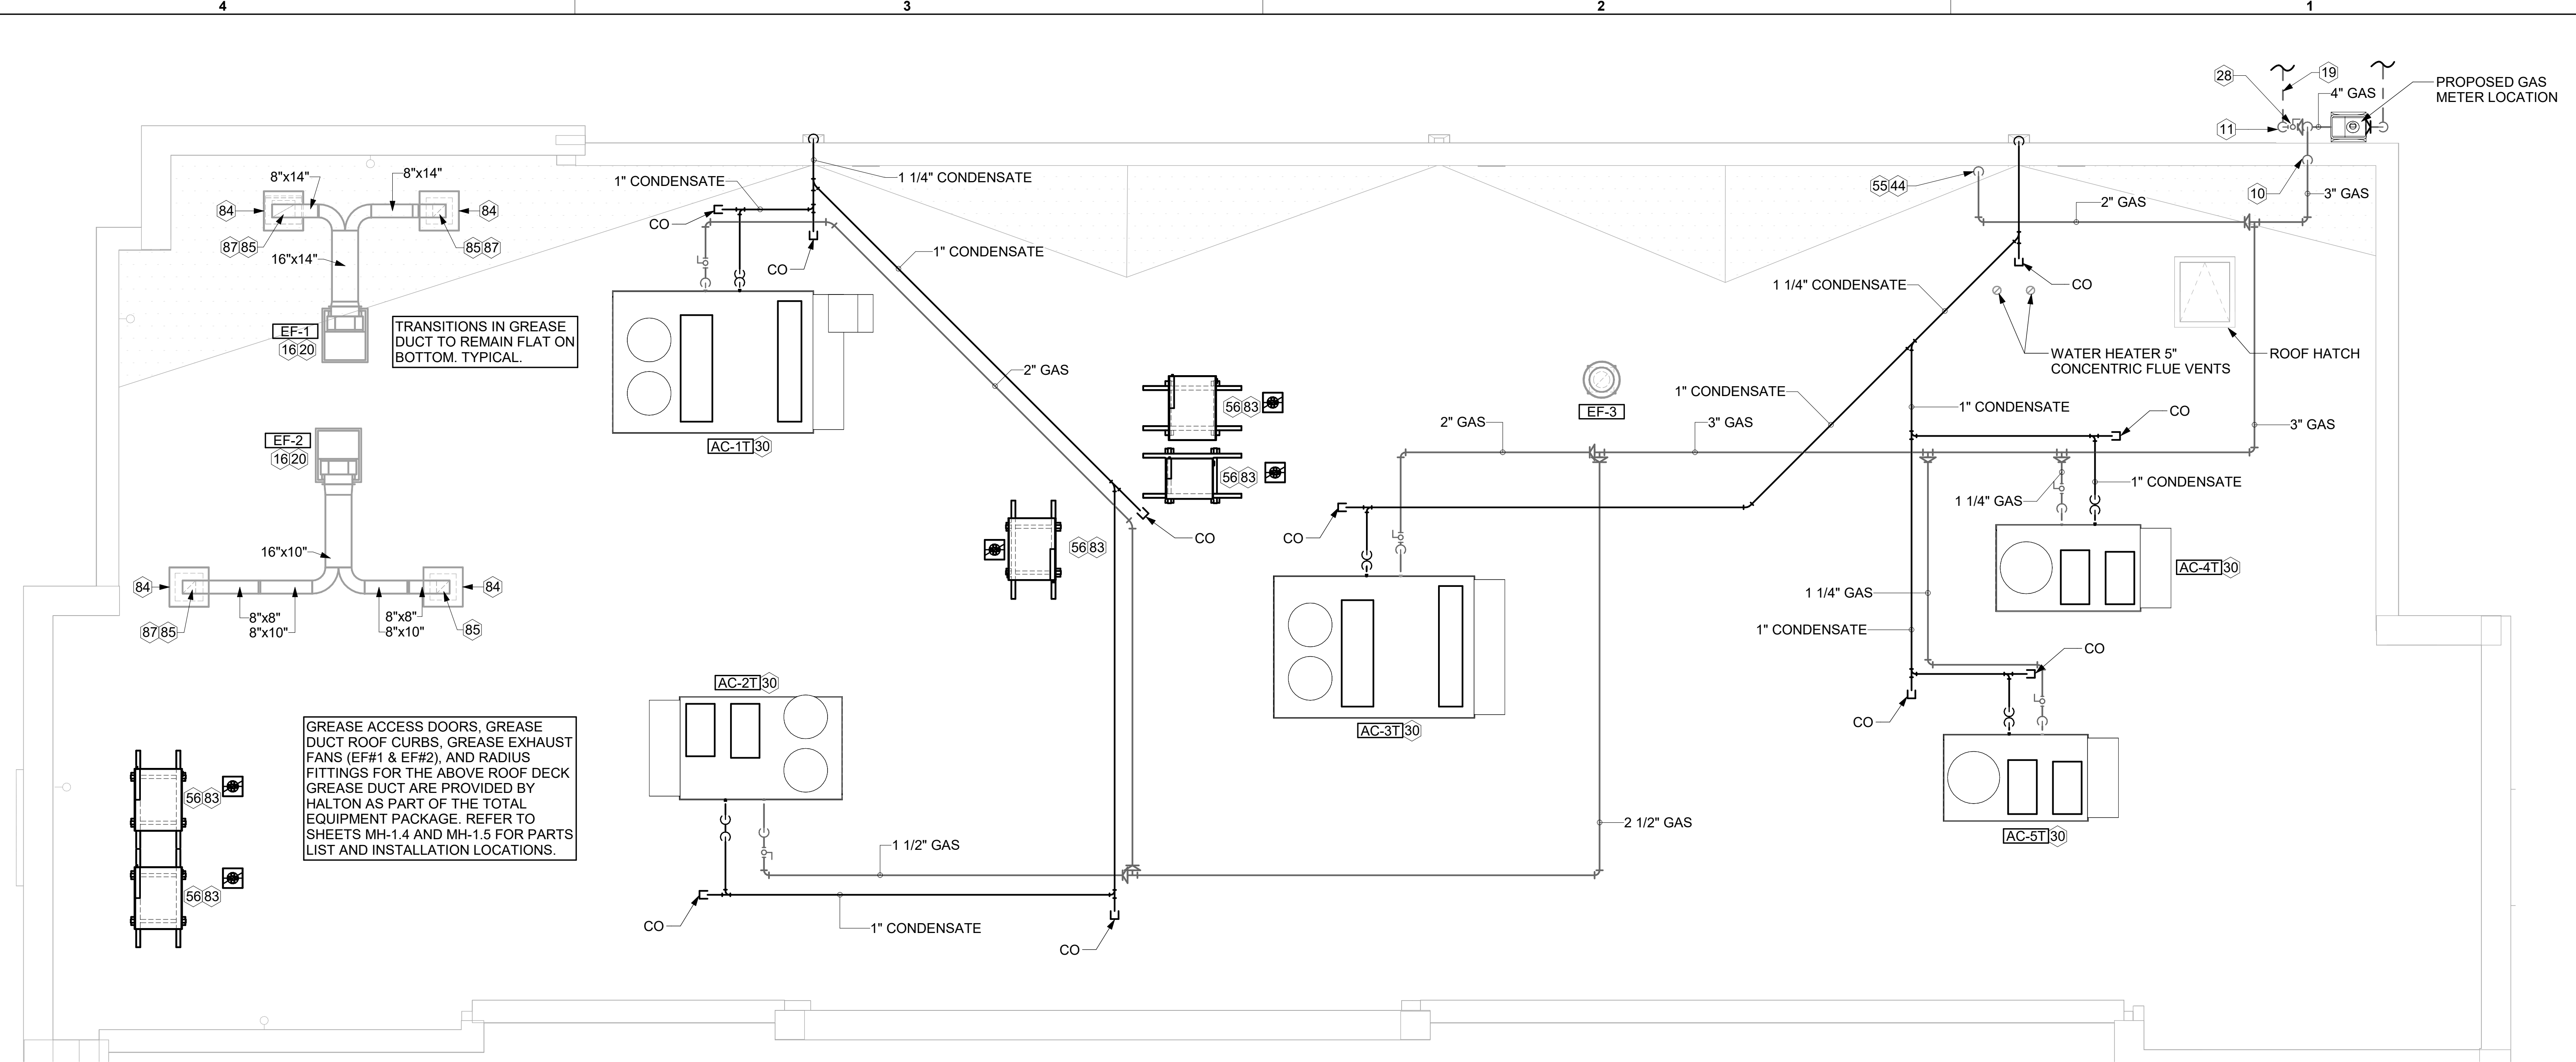 4
3
2
1
28
19
4" GAS
PROPOSED GAS
METER LOCATION
11
10
3" GAS
55 44
2" GAS
8"x14"
8"x14"
84
84
87 85
85 87
16"x14"
EF-1
16 20
TRANSITIONS IN GREASE
DUCT TO REMAIN FLAT ON
BOTTOM. TYPICAL.
1" CONDENSATE
1 1/4" CONDENSATE
CO
CO
1" CONDENSATE
2" GAS
AC-1T 30
1 1/4" CONDENSATE
CO
WATER HEATER 5"
CONCENTRIC FLUE VENTS
ROOF HATCH
EF-3
1" CONDENSATE
1" CONDENSATE
CO
56 83
56 83
2" GAS
3" GAS
3" GAS
EF-2
16 20
1" CONDENSATE
1 1/4" GAS
CO
CO
56 83
16"x10"
84
84
8"x8"
8"x10"
8"x8"
8"x10"
87 85
85
AC-4T 30
1 1/4" GAS
1" CONDENSATE
CO
CO
AC-2T 30
AC-3T 30
GREASE ACCESS DOORS, GREASE
DUCT ROOF CURBS, GREASE EXHAUST
FANS (EF#1 & EF#2), AND RADIUS
FITTINGS FOR THE ABOVE ROOF DECK
GREASE DUCT ARE PROVIDED BY
HALTON AS PART OF THE TOTAL
EQUIPMENT PACKAGE. REFER TO
SHEETS MH-1.4 AND MH-1.5 FOR PARTS
LIST AND INSTALLATION LOCATIONS.
56 83
56 83
1 1/2" GAS
2 1/2" GAS
AC-5T 30
CO
1" CONDENSATE
CO